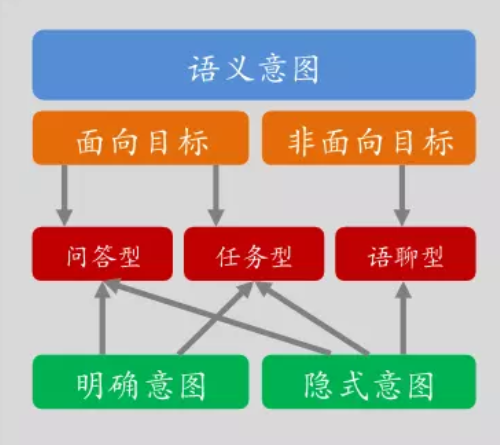 语义意图
面向目标
非面向目标
问答型
任务型
语聊型
明确意图
隐式意图